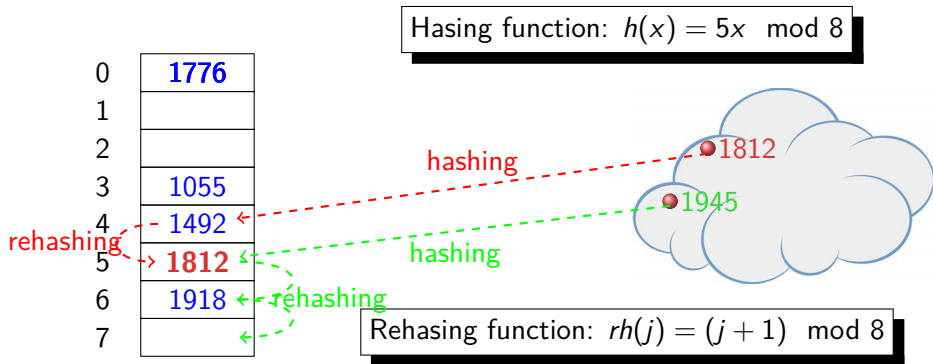 Hasing function: h(x) = 5x mod 8
0 1776
1
2
3 1055
4 1492
5 1812
6 1918
7
hashing
1812
1945
rehashing
hashing
rehashing
Rehasing function: rh(j) = (j + 1) mod 8